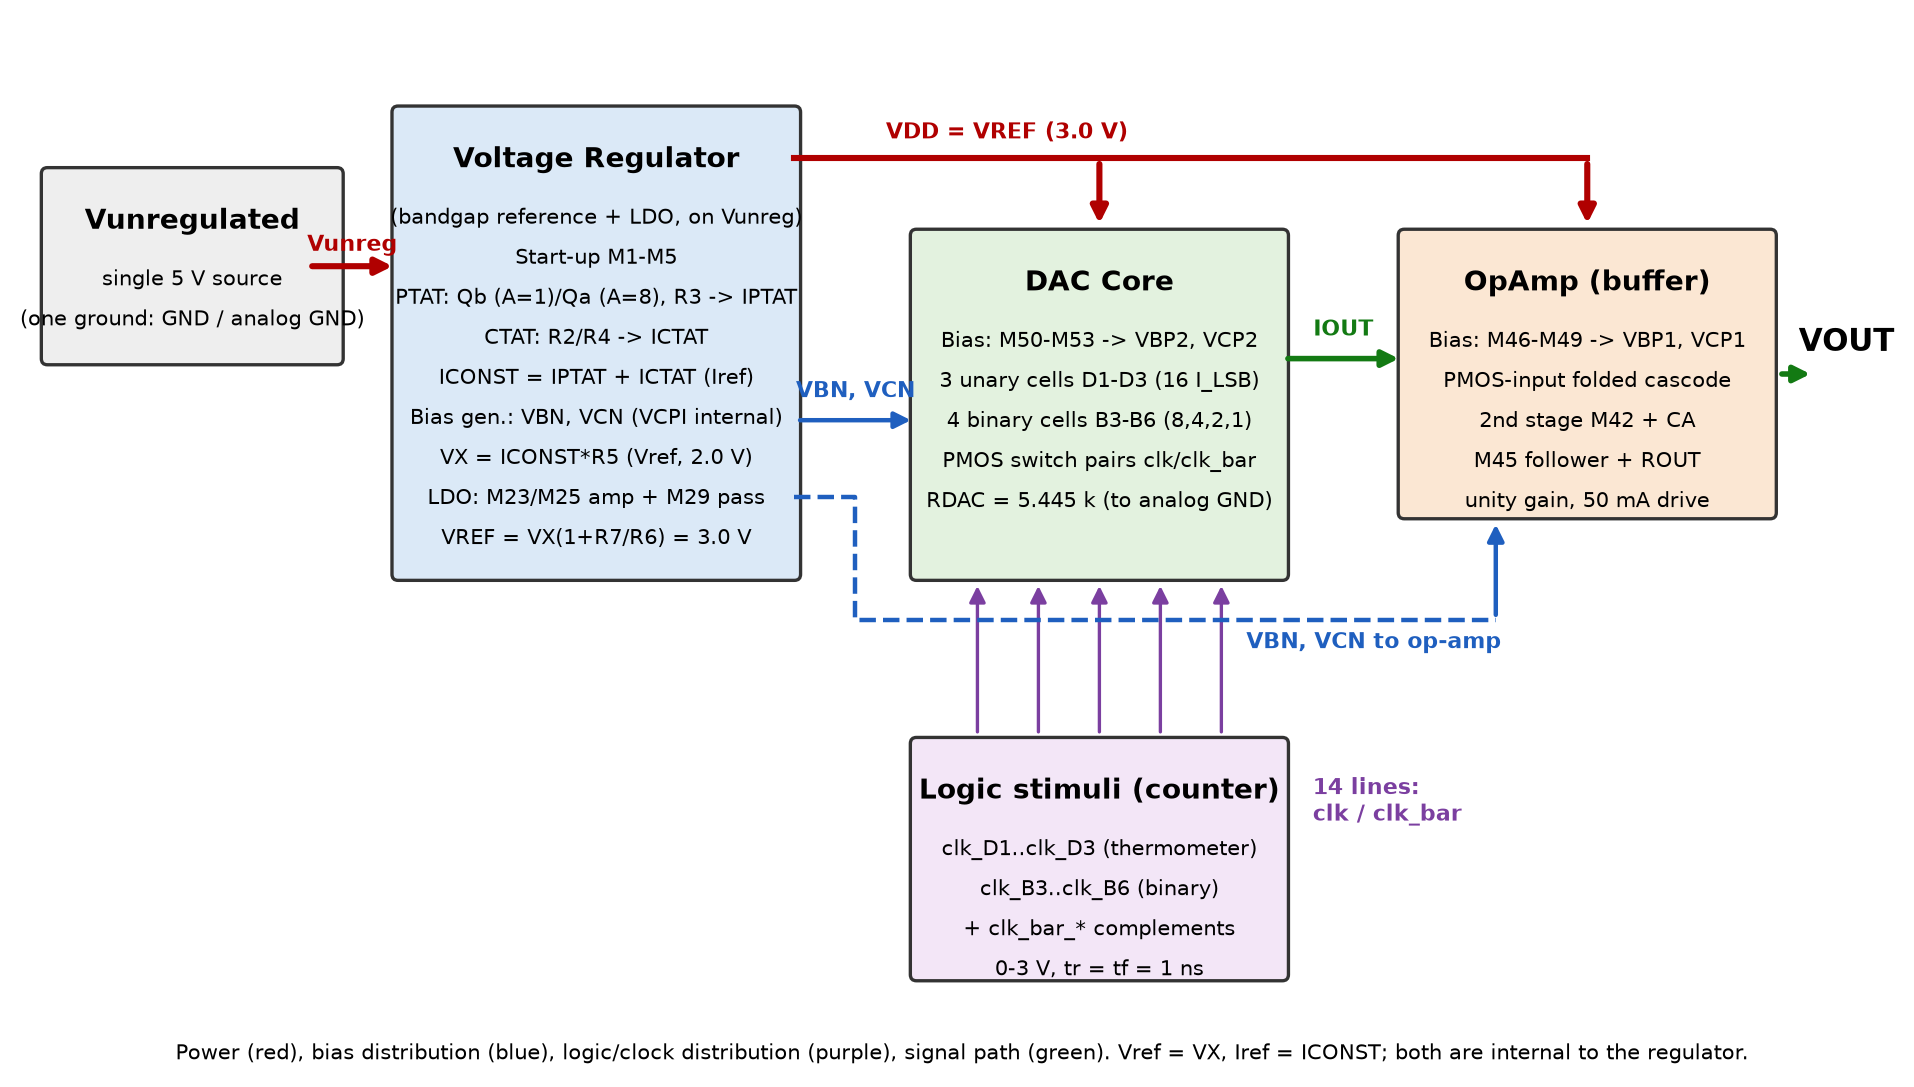 Vunregulated
single 5 V source
(one ground: GND / analog GND)
Vunreg
Voltage Regulator
(bandgap reference + LDO, on Vunreg)
Start-up M1-M5
PTAT: Qb (A=1)/Qa (A=8), R3 -> IPTAT
CTAT: R2/R4 -> ICTAT
ICONST = IPTAT + ICTAT (Iref)
Bias gen.: VBN, VCN (VCPI internal)
VX = ICONST*R5 (Vref, 2.0 V)
LDO: M23/M25 amp + M29 pass
VREF = VX(1+R7/R6) = 3.0 V
VDD = VREF (3.0 V)
VBN, VCN
DAC Core
Bias: M50-M53 -> VBP2, VCP2
3 unary cells D1-D3 (16 I_LSB)
4 binary cells B3-B6 (8,4,2,1)
PMOS switch pairs clk/clk_bar
RDAC = 5.445 k (to analog GND)
IOUT
OpAmp (buffer)
Bias: M46-M49 -> VBP1, VCP1
PMOS-input folded cascode
2nd stage M42 + CA
M45 follower + ROUT
unity gain, 50 mA drive
VOUT
VBN, VCN to op-amp
Logic stimuli (counter)
clk_D1..clk_D3 (thermometer)
clk_B3..clk_B6 (binary)
+ clk_bar_* complements
0-3 V, tr = tf = 1 ns
14 lines:
clk / clk_bar
Power (red), bias distribution (blue), logic/clock distribution (purple), signal path (green). Vref = VX, Iref = ICONST; both are internal to the regulator.